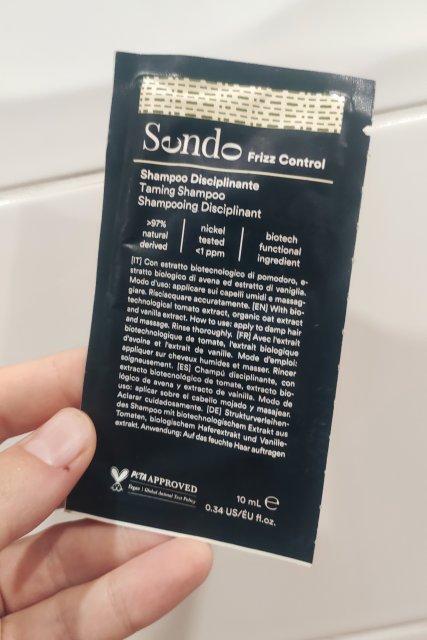 Sendo Frizz Control
Shampoo Disciplinante
Taming Shampoo
Shampooing Disciplinant
>97%
natural
derived
nickel
tested
<1 ppm
biotech
functional
ingredient
[IT] Con estratto biotecnologico di pomodoro, e-
stratto biologico di avena ed estratto di vaniglia.
Modo d'uso: applicare sui capelli umidi e massag-
giare. Risciacquare accuratamente. [EN] With bio-
technological tomato extract, organic oat extract
and vanilla extract. How to use: apply to damp hair
and massage. Rinse thoroughly. [FR] Avec l'extrait
biotechnologique de tomate, l'extrait biologique
d'avoine et l'extrait de vanille. Mode d'emploi:
appliquer sur cheveux humides et masser. Rincer
soigneusement. [ES] Champú disciplinante, con
extracto biotecnológico de tomate, extracto bio-
lógico de avena y extracto de vainilla. Modo de
uso: aplicar sobre el cabello mojado y masajear.
Aclarar cuidadosamente. [DE] Strukturverleihen-
des Shampoo mit biotechnologischem Extrakt aus
Tomaten, biologischem Haferextrakt und Vanille-
extrakt. Anwendung: Auf das feuchte Haar auftragen
PETA APPROVED
Vegan | Global Animal Test Policy
10 mL e
0.34 US/ÉU fl.oz.